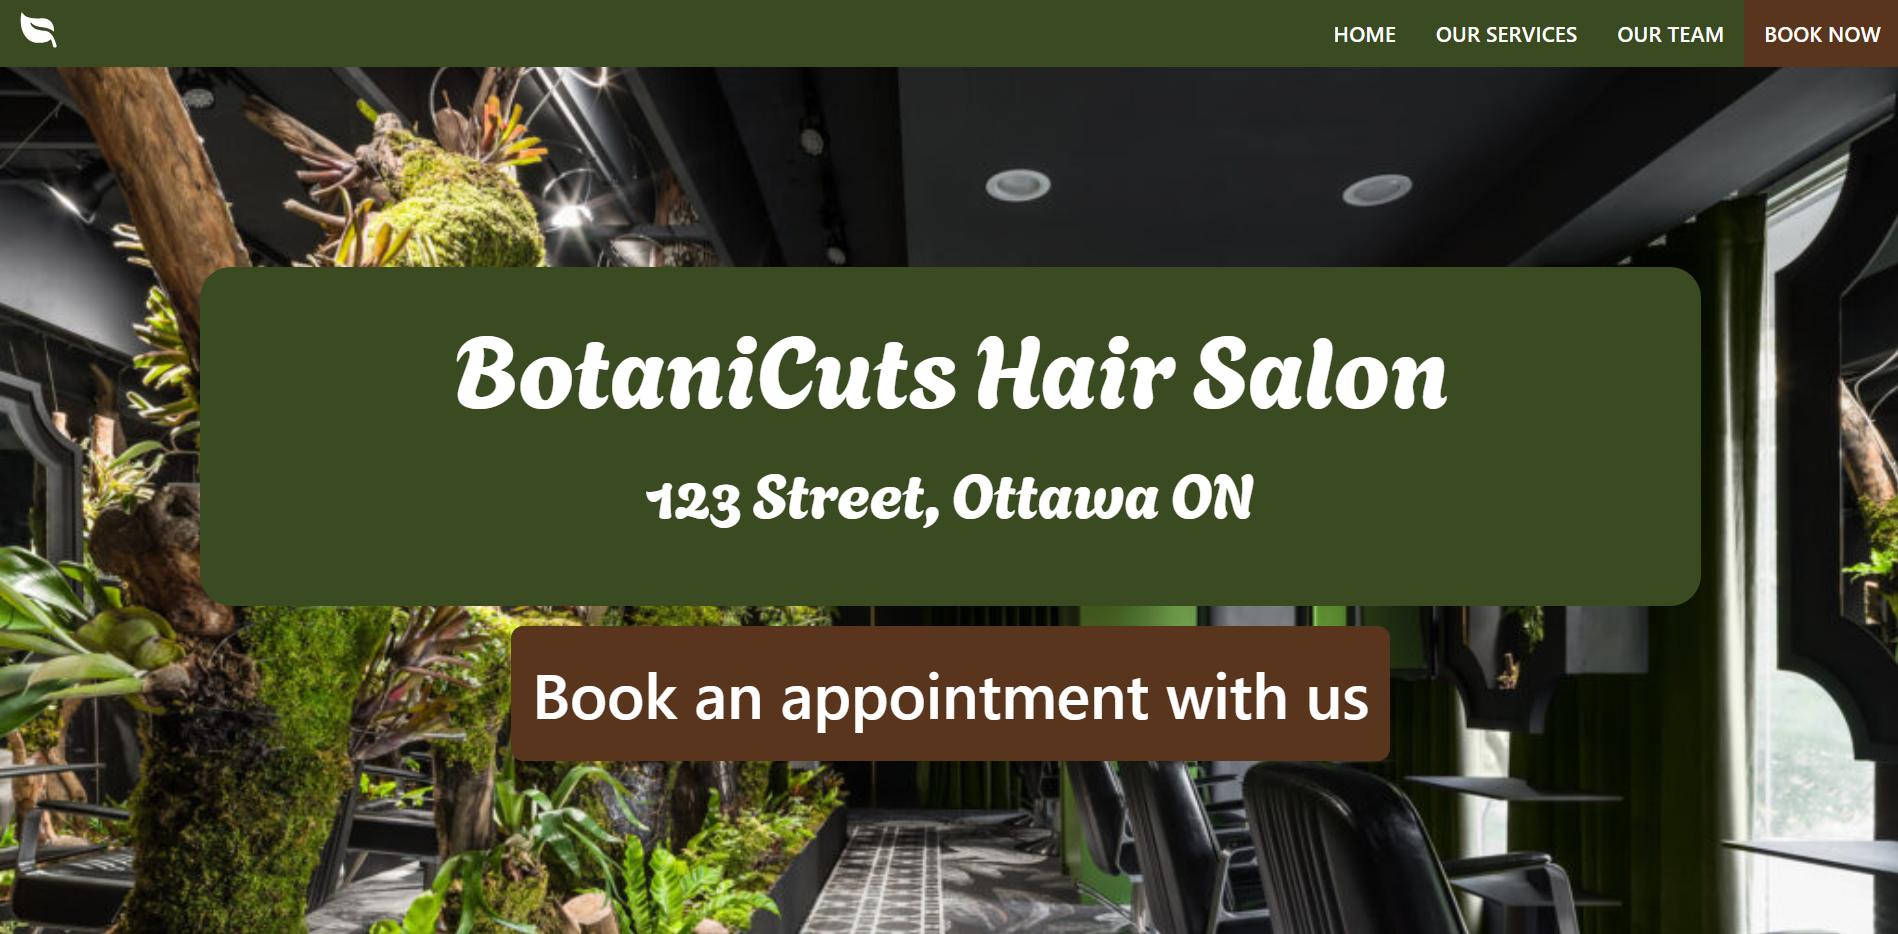 HOME OUR SERVICES OUR TEAM BOOK NOW
BotaniCuts Hair Salon
123 Street, Ottawa ON
Book an appointment with us